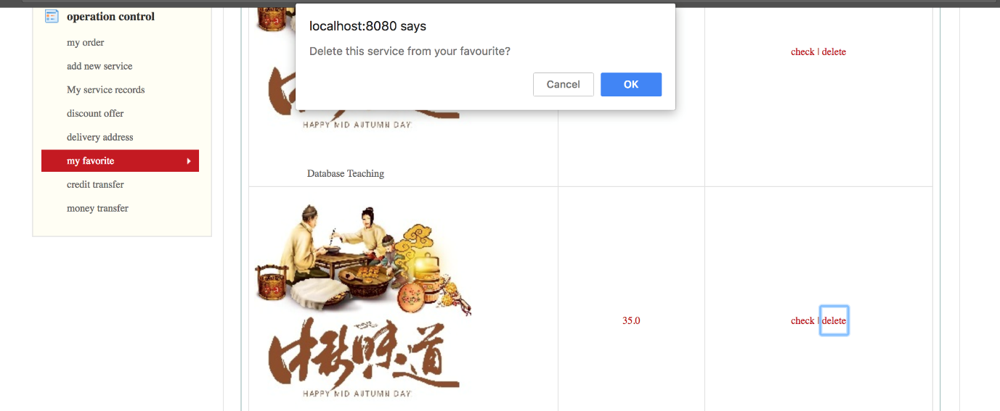 operation control
my order
add new service
My service records
discount offer
delivery address
my favorite
credit transfer
money transfer
localhost:8080 says
Delete this service from your favourite?
Cancel
OK
check | delete
HAPPY MID AUTUMN DAY
Database Teaching
中秋味道
HAPPY MID AUTUMN DAY
35.0
check | delete